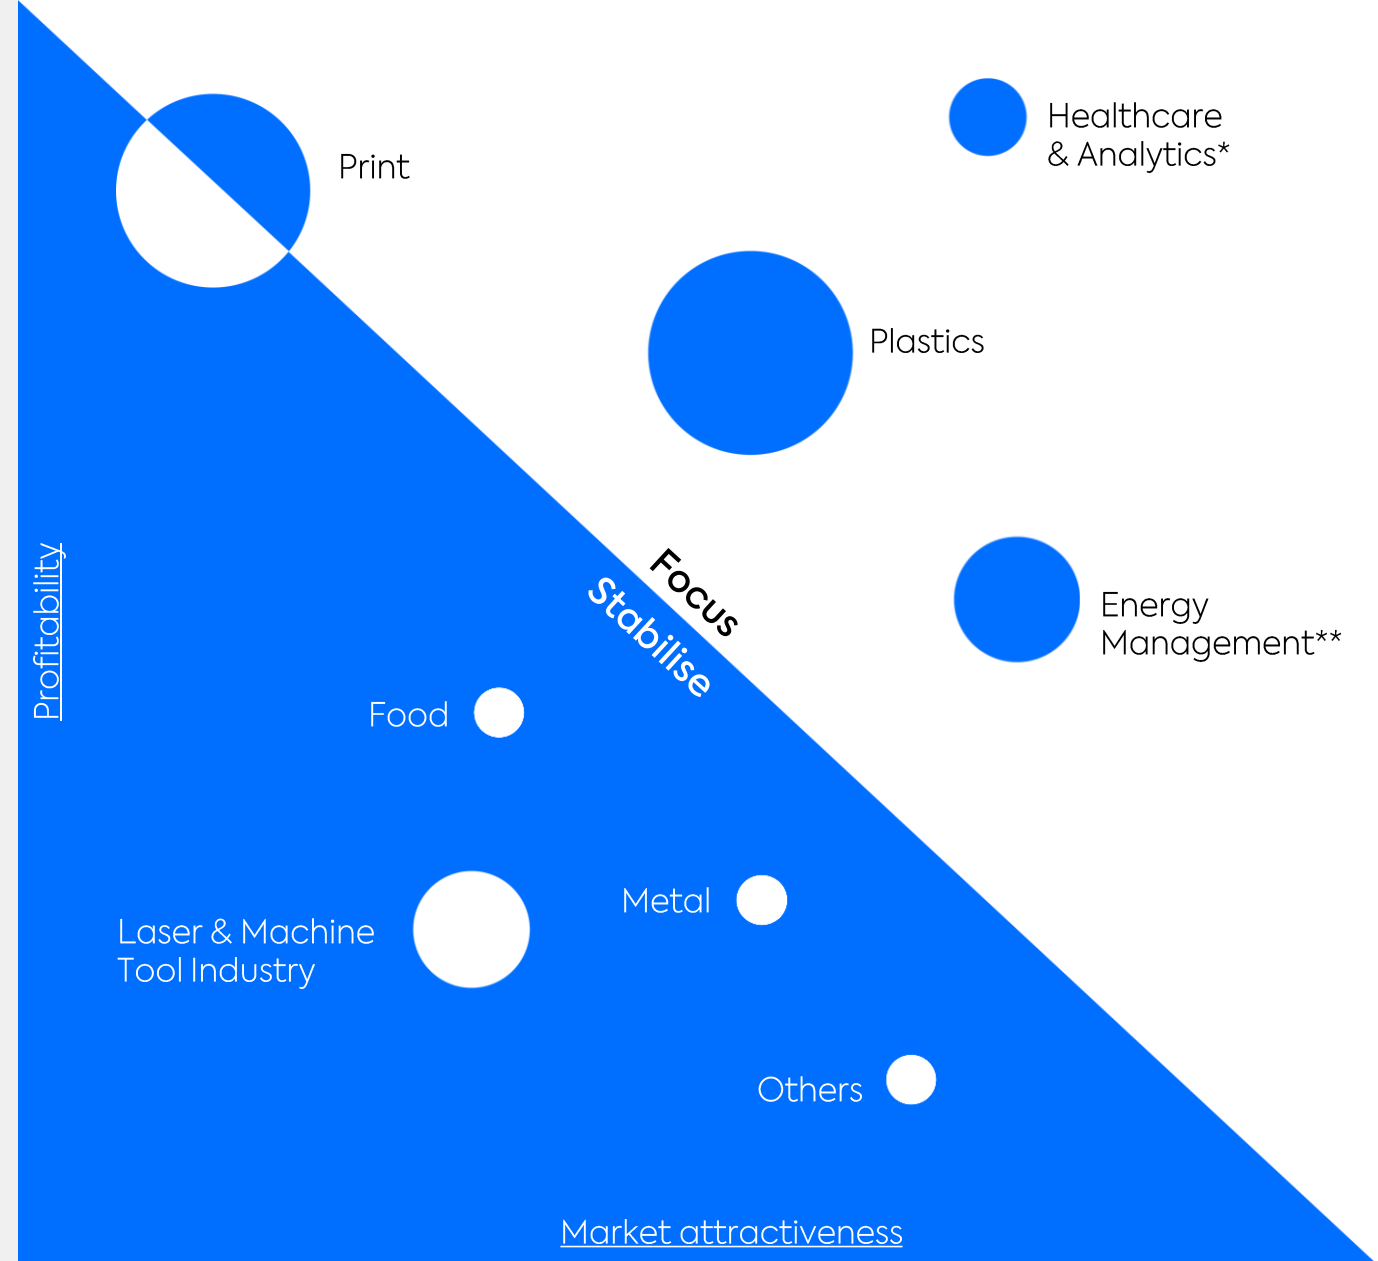 Healthcare
& Analytics*
Print
Plastics
Focus
Stabilise
Profitability
Energy
Management**
Food
Metal
Laser & Machine
Tool Industry
Others
Market attractiveness